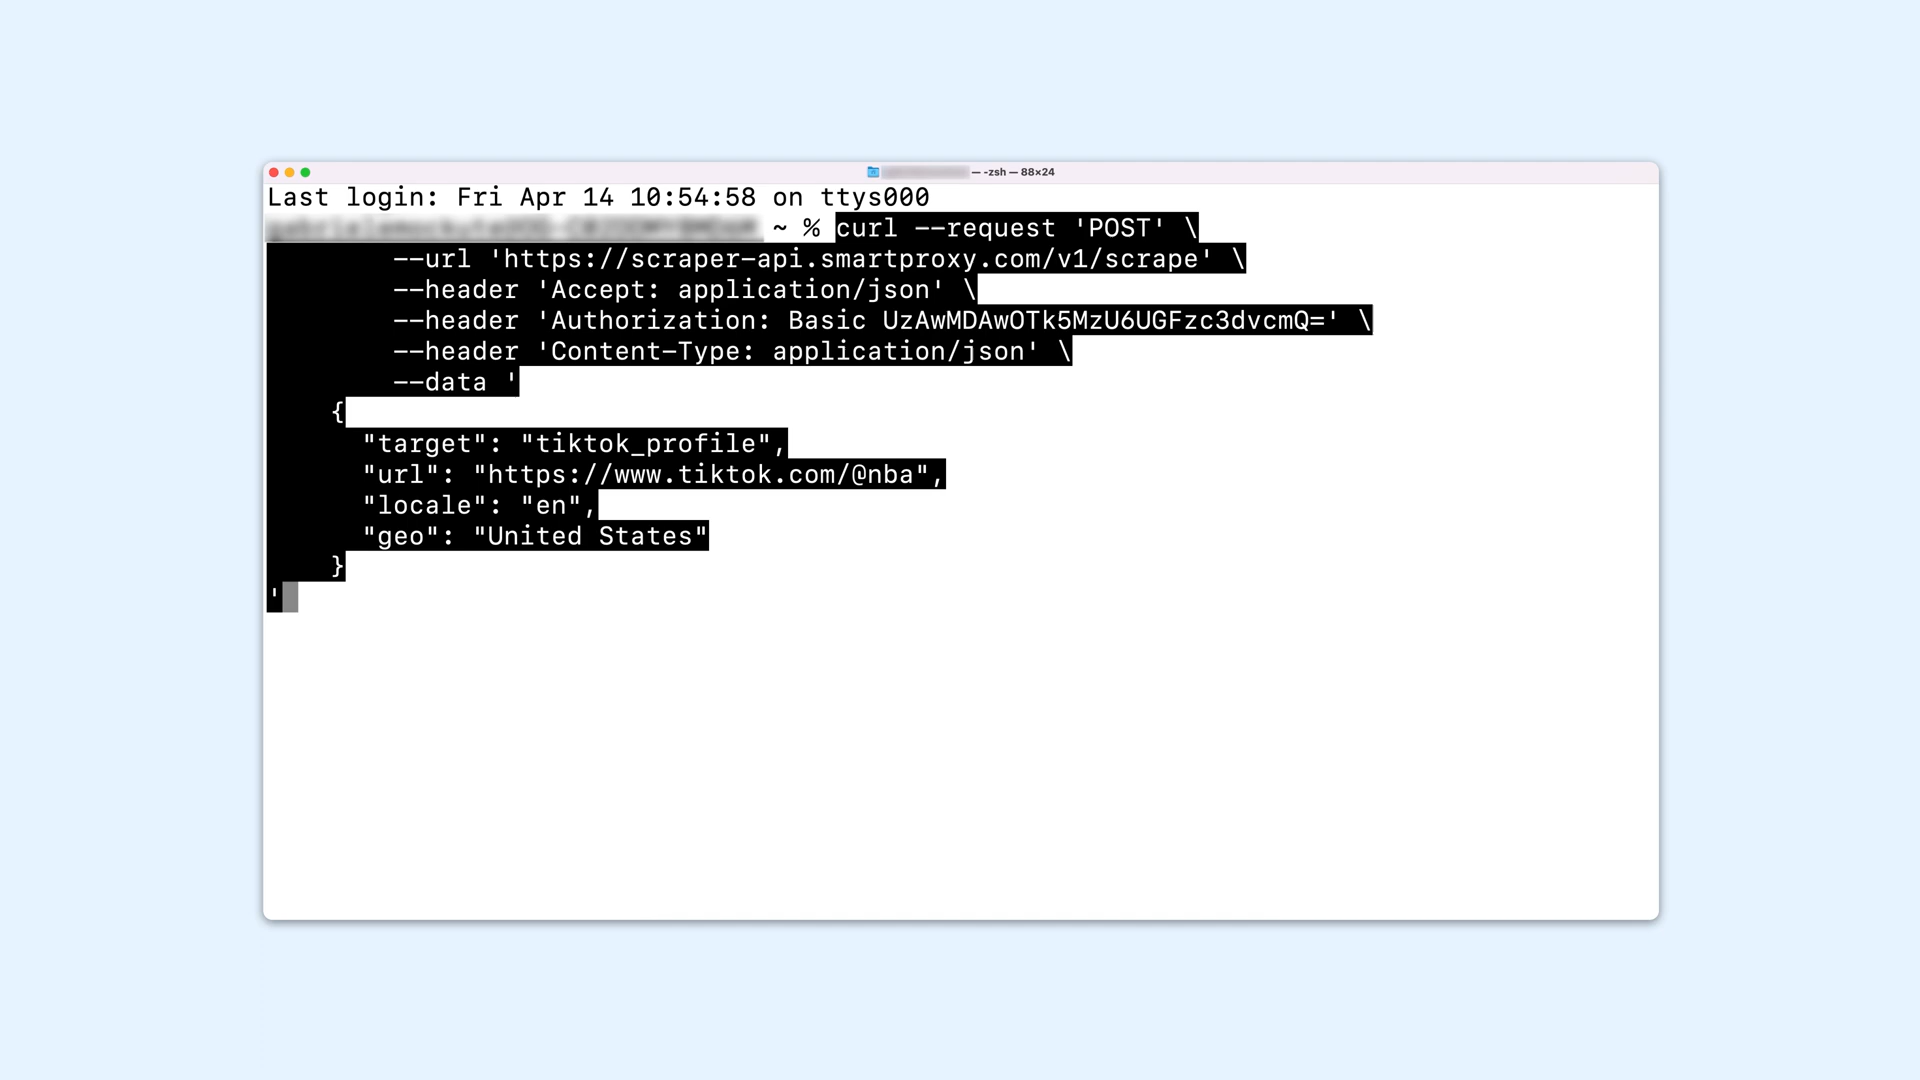 — -zsh — 88×24
Last login: Fri Apr 14 10:54:58 on ttys000
~ % curl --request 'POST' \
--url 'https://scraper-api.smartproxy.com/v1/scrape' \
--header 'Accept: application/json' \
--header 'Authorization: Basic UzAwMDAwOTk5MzU6UGFzc3dvcmQ=' \
--header 'Content-Type: application/json' \
--data '
{
"target": "tiktok_profile",
"url": "https://www.tiktok.com/@nba",
"locale": "en",
"geo": "United States"
}
'